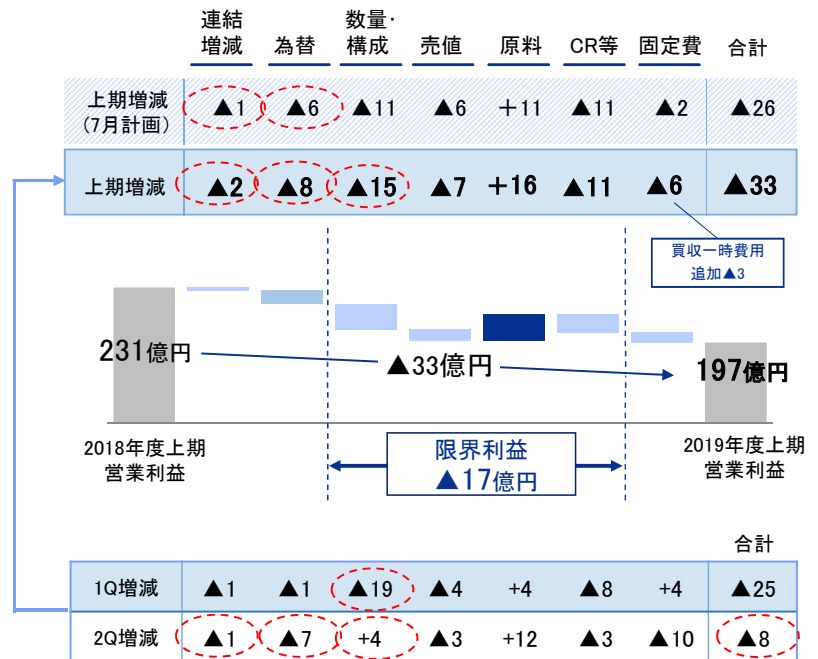 連結増減 為替 数量・構成 売値 原料 CR等 固定費 合計
上期増減(7月計画) ▲1 ▲6 ▲11 ▲6 +11 ▲11 ▲2 ▲26
上期増減 ▲2 ▲8 ▲15 ▲7 +16 ▲11 ▲6 ▲33
買収一時費用
追加▲3
231億円
▲33億円
197億円
2018年度上期
営業利益
限界利益
▲17億円
2019年度上期
営業利益
合計
1Q増減 ▲1 ▲1 ▲19 ▲4 +4 ▲8 +4 ▲25
2Q増減 ▲1 ▲7 +4 ▲3 +12 ▲3 ▲10 ▲8